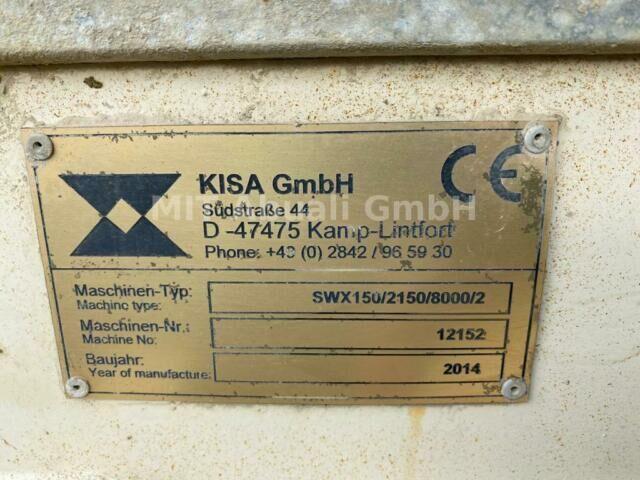 KISA GmbH
CE
Südstraße 44
D -47475 Kamp-Lintfort
Phone: +49 (0) 2842 / 96 59 30
Maschinen-Typ: SWX150/2150/8000/2
Machine type:
Maschinen-Nr.: 12152
Machine No:
Baujahr: 2014
Year of manufacture: